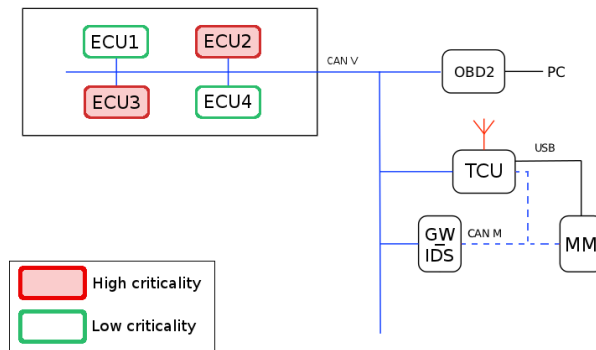 ECU1
ECU2
CAN V
OBD2
PC
ECU3
ECU4
USB
TCU
GW
IDS
CAN M
MM
High criticality
Low criticality